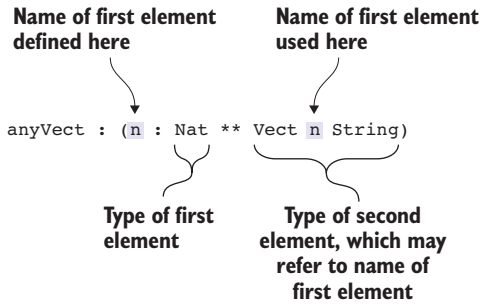 Name of first element
defined here
Name of first element
used here
anyVect : (n : Nat ** Vect n String)
Type of first
element
Type of second
element, which may
refer to name of
first element